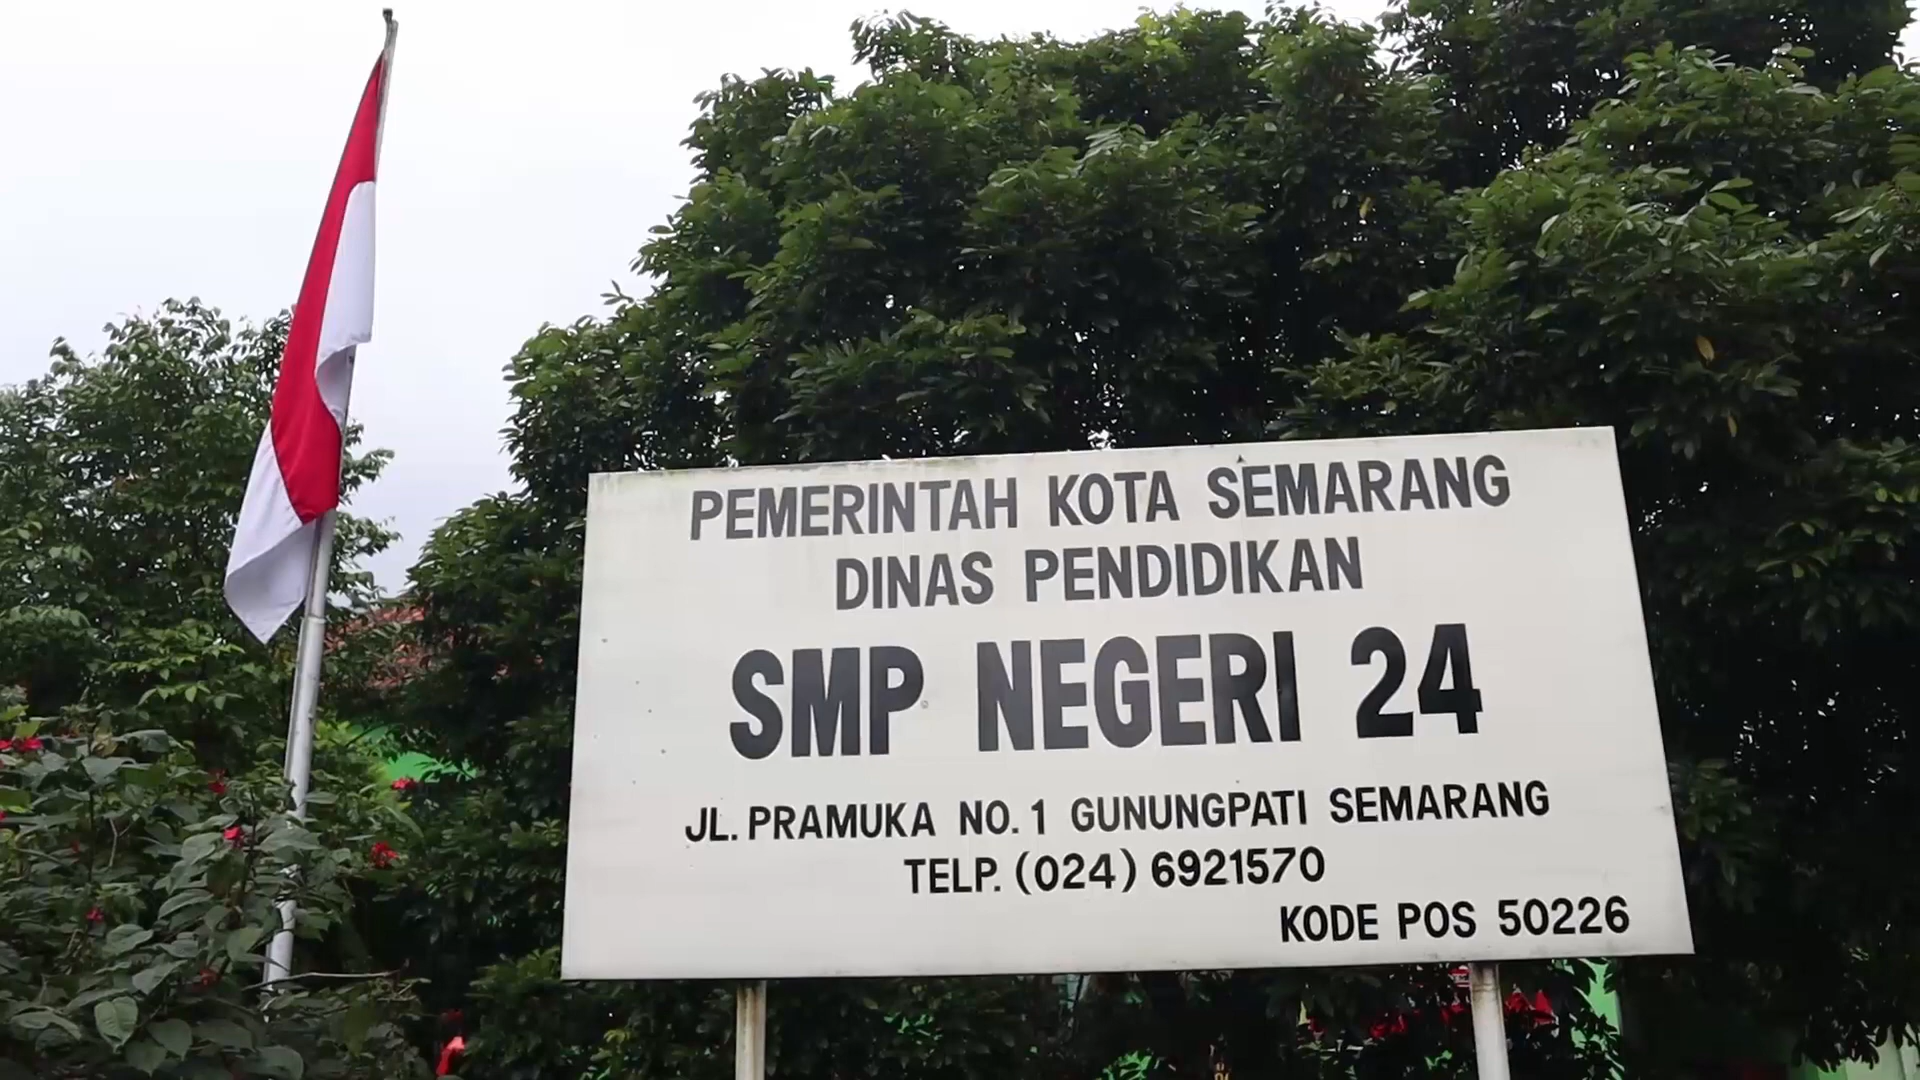 PEMERINTAH KOTA SEMARANG
DINAS PENDIDIKAN
SMP NEGERI 24
JL. PRAMUKA NO. 1 GUNUNGPATI SEMARANG
TELP. (024) 6921570
KODE POS 50226